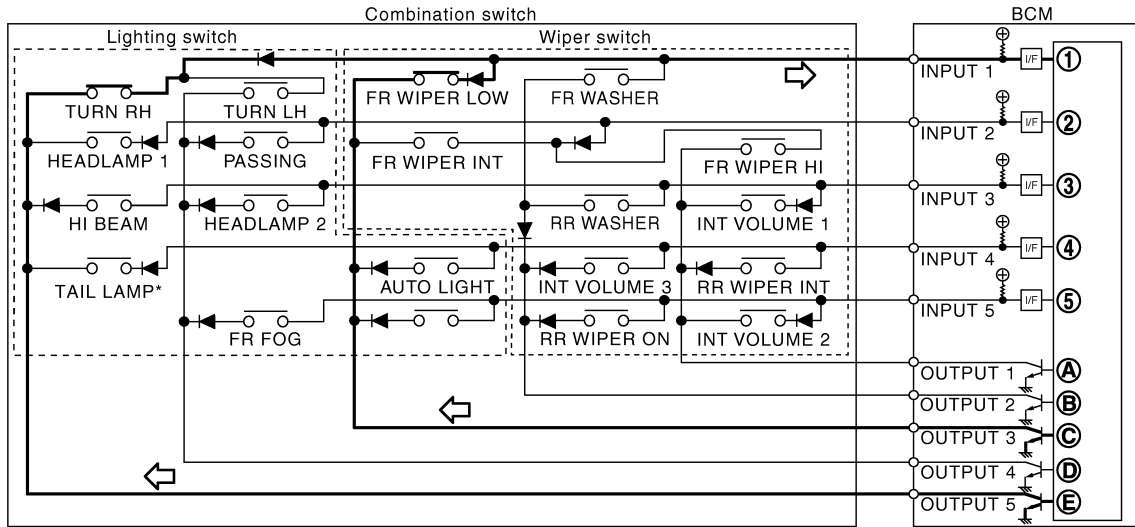 Combination switch
BCM
Lighting switch
Wiper switch
INPUT 1
I/F
1
TURN RH
TURN LH
FR WIPER LOW
FR WASHER
INPUT 2
I/F
2
HEADLAMP 1
PASSING
FR WIPER INT
FR WIPER HI
INPUT 3
I/F
3
HI BEAM
HEADLAMP 2
RR WASHER
INT VOLUME 1
INPUT 4
I/F
4
TAIL LAMP*
AUTO LIGHT
INT VOLUME 3
RR WIPER INT
INPUT 5
I/F
5
FR FOG
RR WIPER ON
INT VOLUME 2
OUTPUT 1
A
OUTPUT 2
B
OUTPUT 3
C
OUTPUT 4
D
OUTPUT 5
E